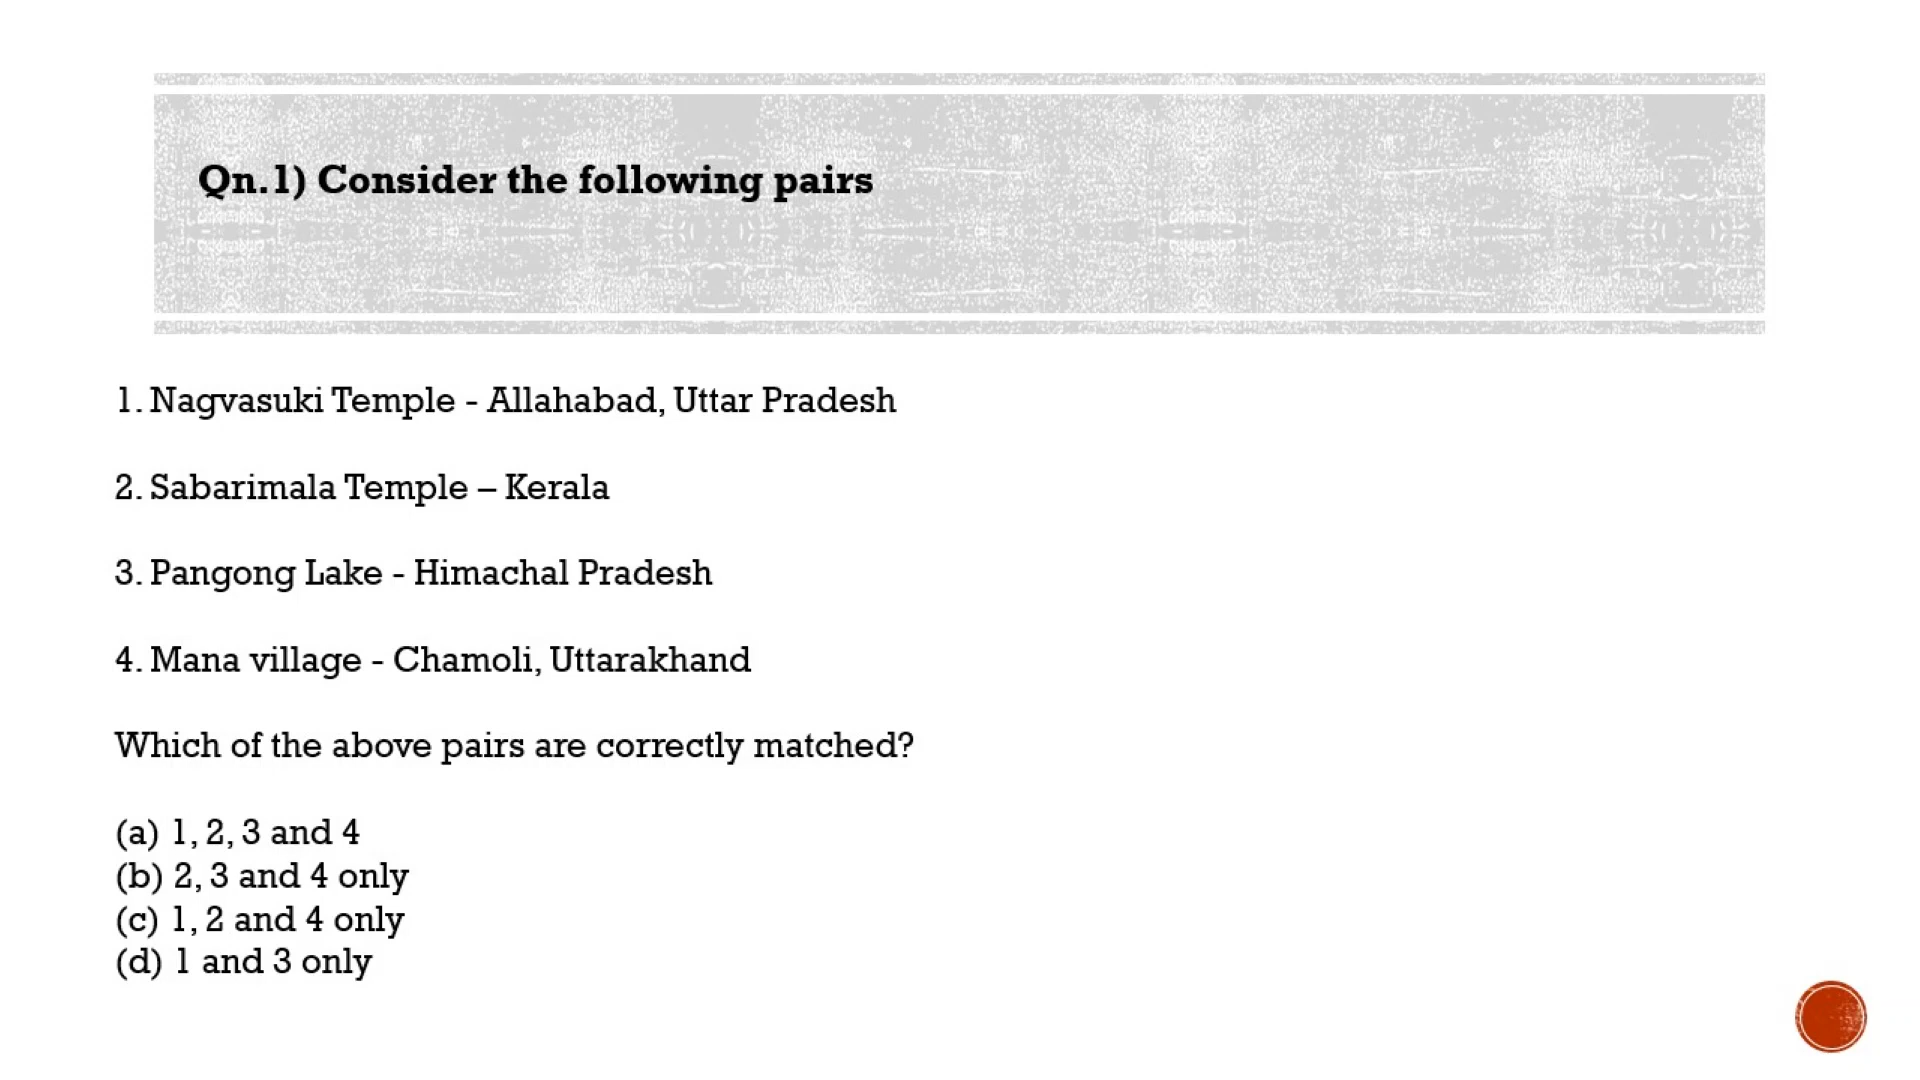 Qn.1) Consider the following pairs
1. Nagvasuki Temple - Allahabad, Uttar Pradesh
2. Sabarimala Temple – Kerala
3. Pangong Lake - Himachal Pradesh
4. Mana village - Chamoli, Uttarakhand
Which of the above pairs are correctly matched?
(a) 1, 2, 3 and 4
(b) 2, 3 and 4 only
(c) 1, 2 and 4 only
(d) 1 and 3 only